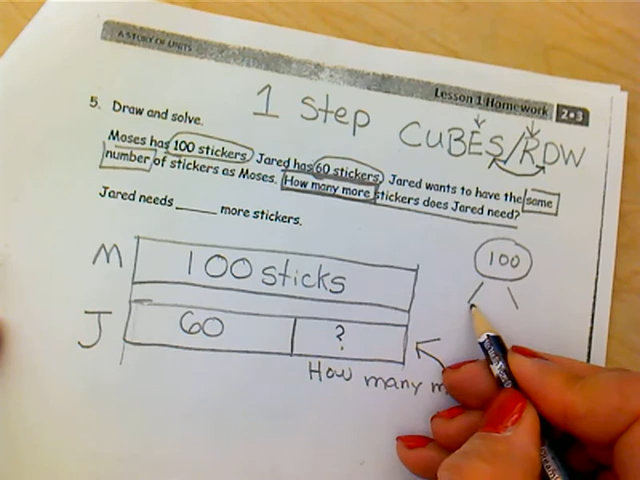 A STORY OF UNITS
Lesson 1 Homework 2•3
1 Step CUBES/RDW
5. Draw and solve.
Moses has 100 stickers. Jared has 60 stickers. Jared wants to have the same
number of stickers as Moses. How many more stickers does Jared need?
Jared needs _____ more stickers.
M 100 sticks
100
J 60 ?
How many m